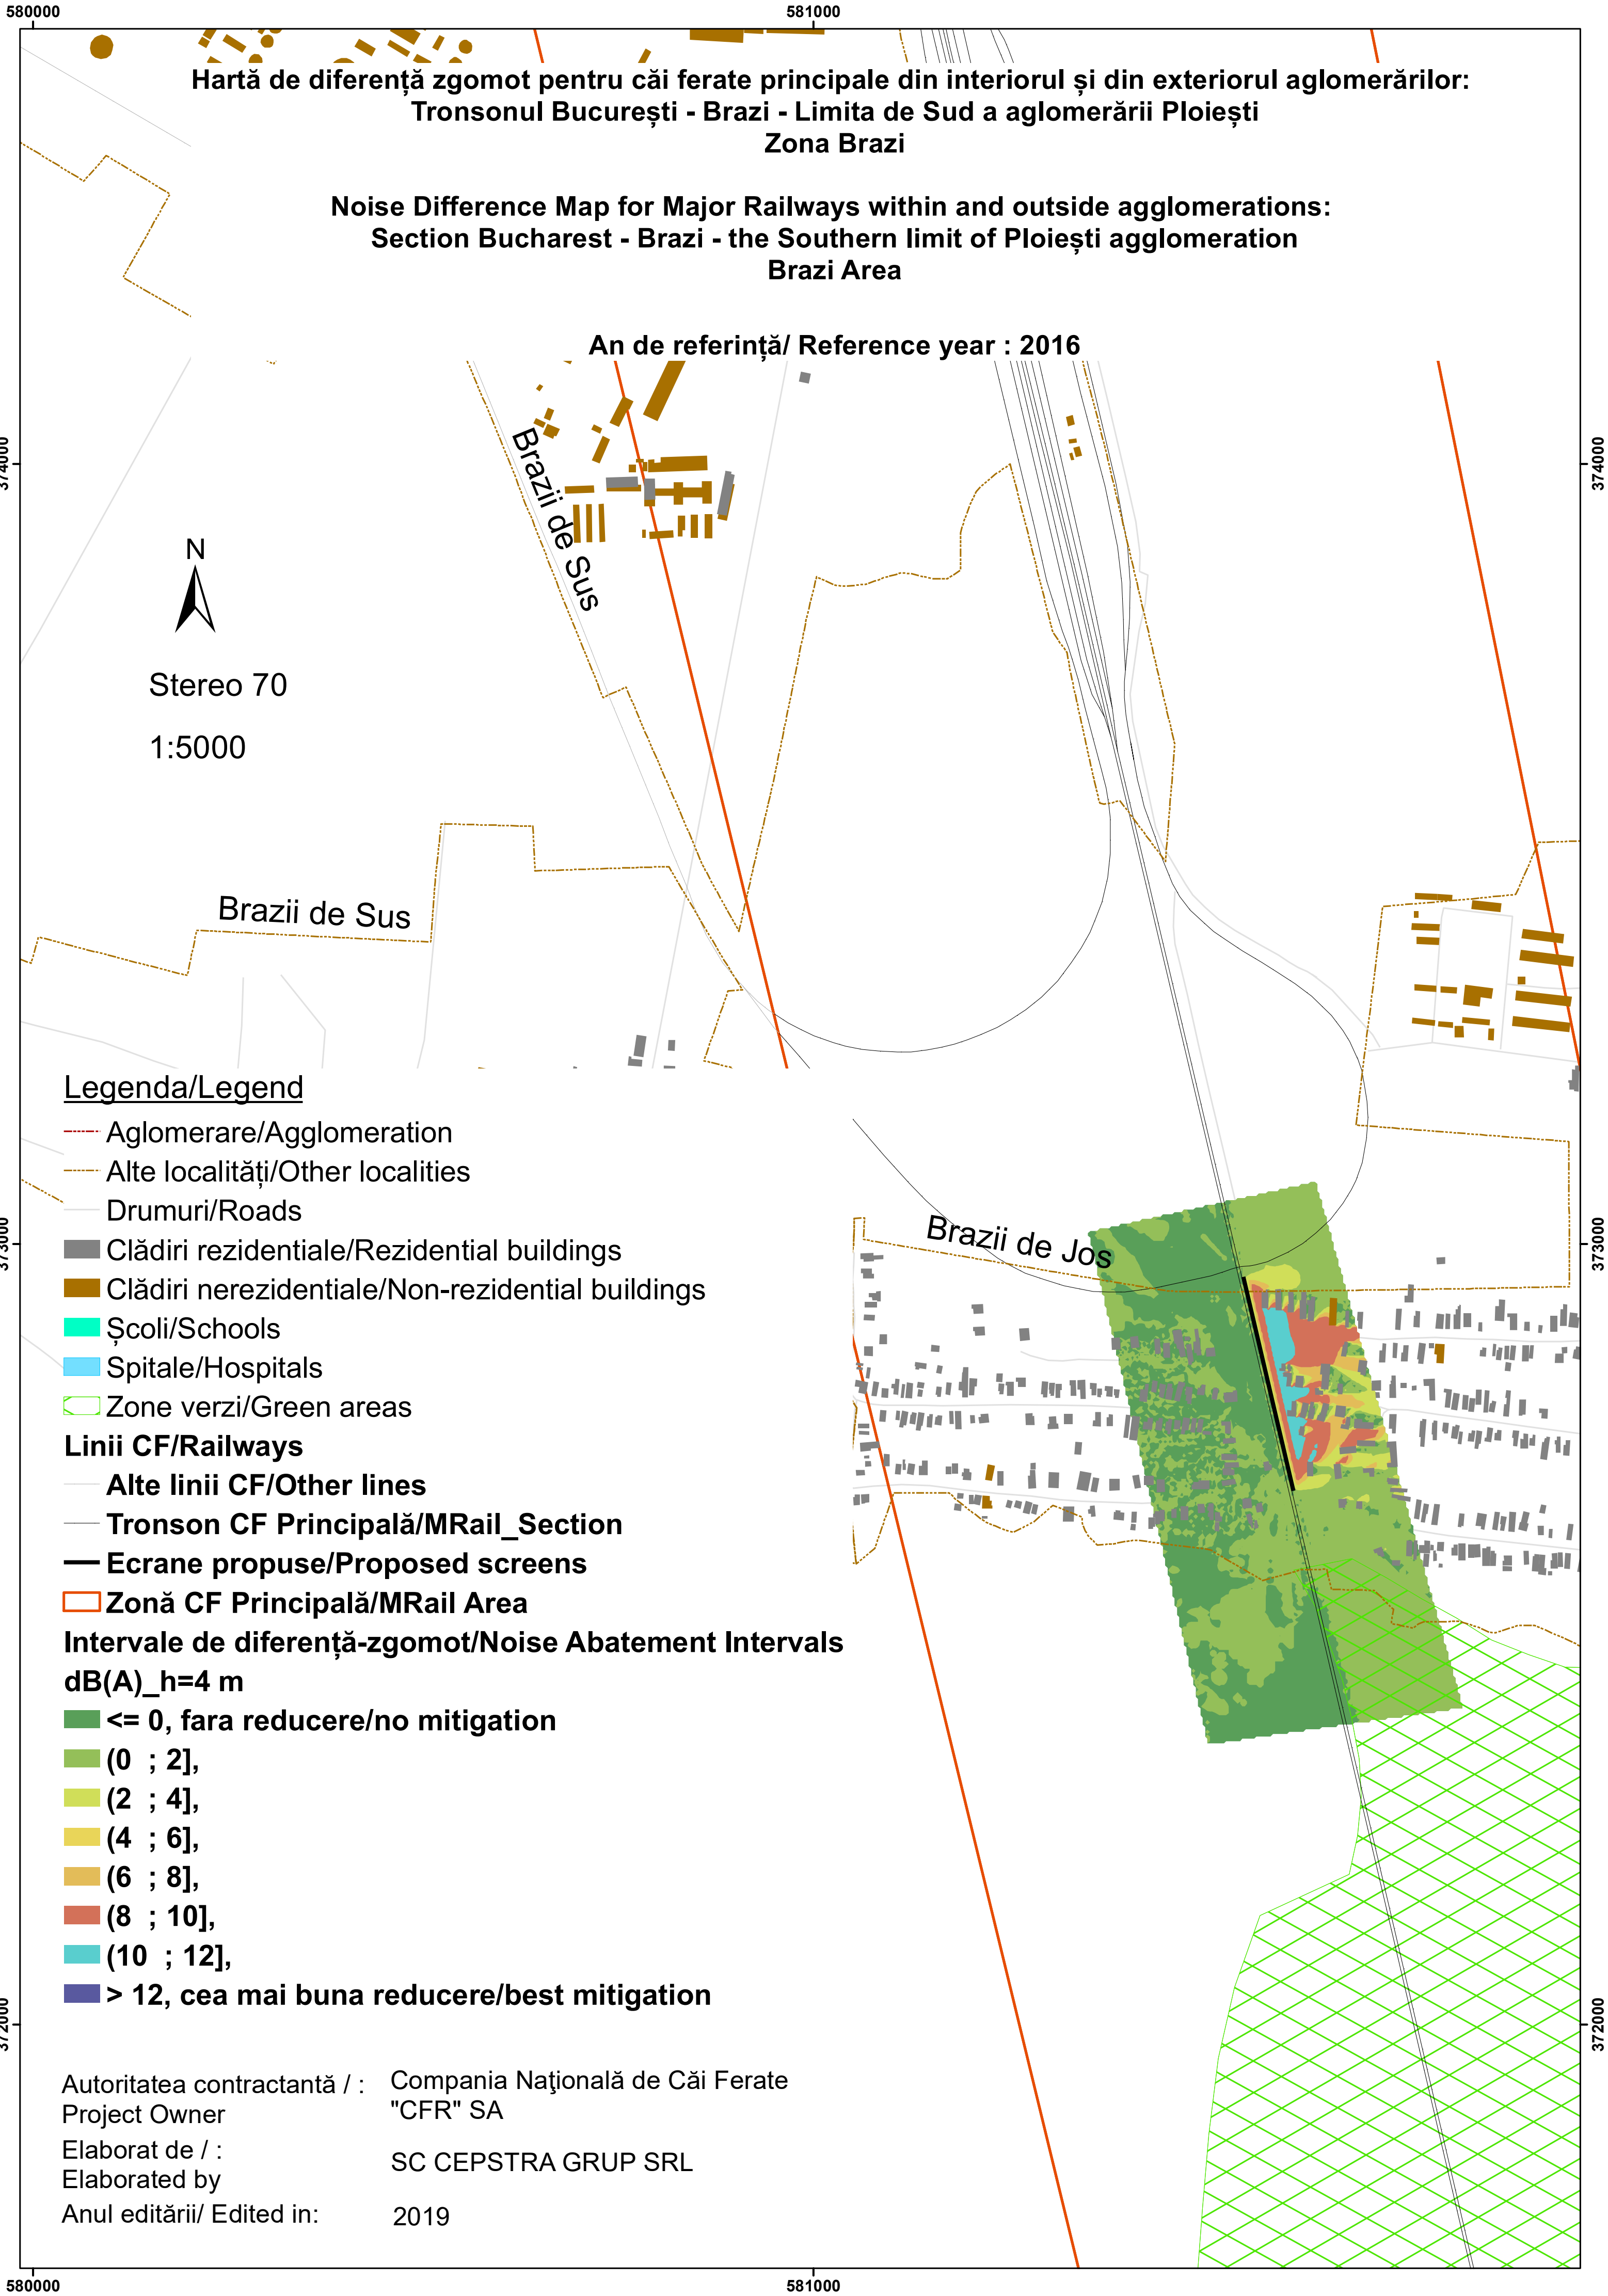 580000
581000
Hartă de diferență zgomot pentru căi ferate principale din interiorul și din exteriorul aglomerărilor:
Tronsonul București - Brazi - Limita de Sud a aglomerării Ploiești
Zona Brazi
Noise Difference Map for Major Railways within and outside agglomerations:
Section Bucharest - Brazi - the Southern limit of Ploiești agglomeration
Brazi Area
An de referință/ Reference year : 2016
374000
374000
Brazii de Sus
N
Stereo 70
1:5000
Brazii de Sus
Legenda/Legend
Aglomerare/Agglomeration
Alte localități/Other localities
Drumuri/Roads
Clădiri rezidentiale/Rezidential buildings
Clădiri nerezidentiale/Non-rezidential buildings
Școli/Schools
Spitale/Hospitals
Zone verzi/Green areas
Linii CF/Railways
Alte linii CF/Other lines
Tronson CF Principală/MRail_Section
Ecrane propuse/Proposed screens
Zonă CF Principală/MRail Area
Intervale de diferență-zgomot/Noise Abatement Intervals
dB(A)_h=4 m
<= 0, fara reducere/no mitigation
(0 ; 2],
(2 ; 4],
(4 ; 6],
(6 ; 8],
(8 ; 10],
(10 ; 12],
> 12, cea mai buna reducere/best mitigation
373000
373000
Brazii de Jos
372000
372000
Autoritatea contractantă / :
Project Owner
Compania Naţională de Căi Ferate
"CFR" SA
Elaborat de / :
Elaborated by
SC CEPSTRA GRUP SRL
Anul editării/ Edited in:
2019
580000
581000